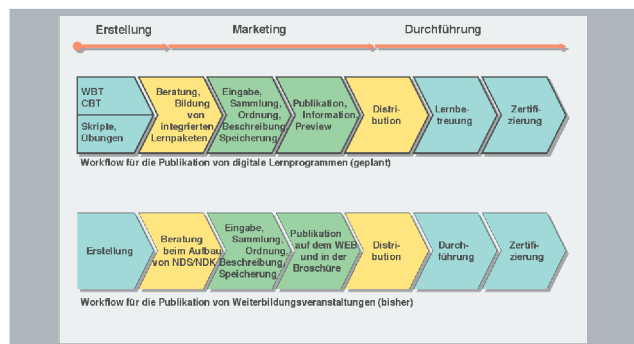 Erstellung Marketing Durchführung
WBT
CBT
Skripte,
Übungen
Beratung,
Bildung
von
integrierten
Lernpaketen
Eingabe,
Sammlung,
Ordnung,
Beschreibung,
Speicherung
Publikation,
Information,
Preview
Distri-
bution
Lernbe-
treuung
Zertifi-
zierung
Workflow für die Publikation von digitale Lernprogrammen (geplant)
Erstellung
Beratung
beim Aufbau
von NDS/NDK
Eingabe,
Sammlung,
Ordnung,
Beschreibung,
Speicherung
Publikation
auf dem WEB
und in der
Broschüre
Distri-
bution
Durch-
führung
Zertifi-
zierung
Workflow für die Publikation von Weiterbildungsveranstaltungen (bisher)